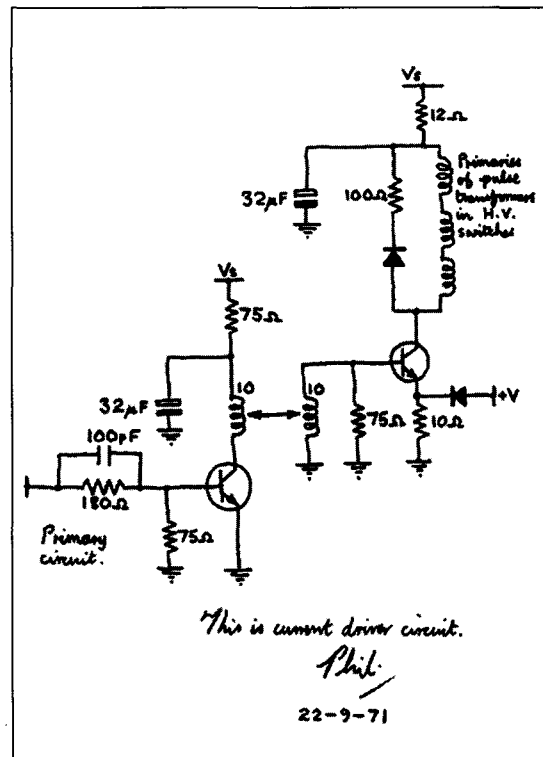 Vs
12Ω
Primaries
of pulse
transformers
in H.V.
switches
32µF
100Ω
Vs
75Ω
32µF
10
10
75Ω
10Ω
+V
100pF
180Ω
75Ω
Primary
circuit.
This is current driver circuit.
Phil.
22-9-71